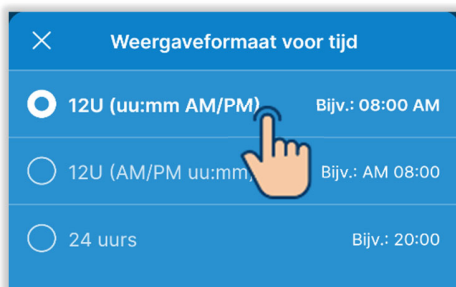 Weergaveformaat voor tijd
12U (uu:mm AM/PM) Bijv.: 08:00 AM
12U (AM/PM uu:mm) Bijv.: AM 08:00
24 uurs Bijv.: 20:00